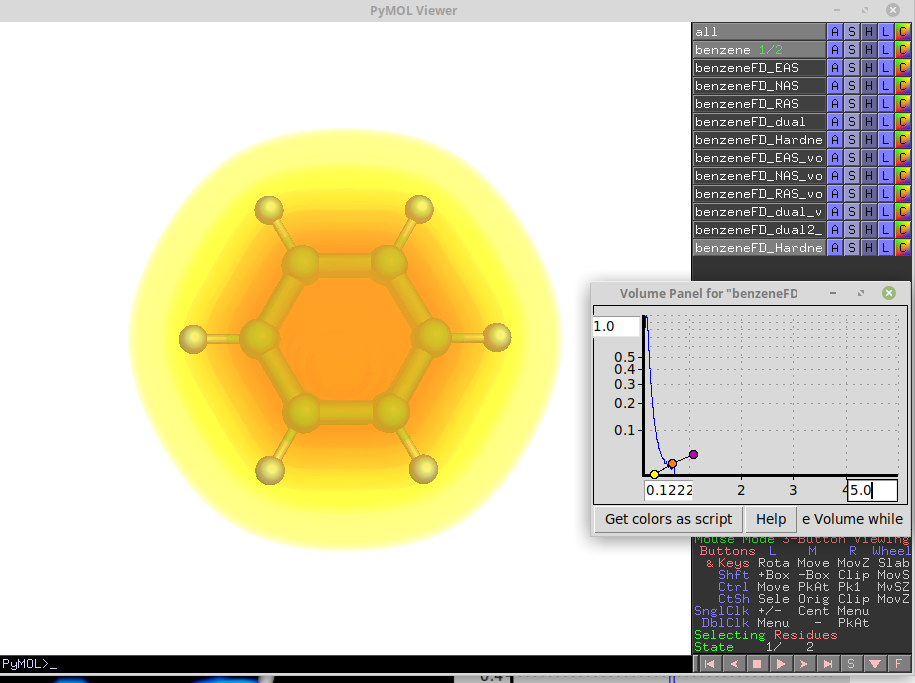 PyMOL Viewer
all A S H L C
benzene 1/2 A S H L C
benzeneFD_EAS A S H L C
benzeneFD_NAS A S H L C
benzeneFD_RAS A S H L C
benzeneFD_dual A S H L C
benzeneFD_Hardne A S H L C
benzeneFD_EAS_vo A S H L C
benzeneFD_NAS_vo A S H L C
benzeneFD_RAS_vo A S H L C
benzeneFD_dual_v A S H L C
benzeneFD_dual2_ A S H L C
benzeneFD_Hardne A S H L C
Volume Panel for "benzeneFD
1.0
0.5
0.4
0.3
0.2
0.1
0.1222 2 3 4 5.0
Get colors as script Help e Volume while
Mouse Mode 3-Button Viewing
Buttons L M R Wheel
& Keys Rota Move MovZ Slab
Shft +Box -Box Clip MovS
Ctrl Move PkAt Pk1 MvSZ
CtSh Sele Orig Clip MovZ
SnglClk +/- Cent Menu
DblClk Menu - PkAt
Selecting Residues
State 1/ 2
PyMOL>_ S F
0.4